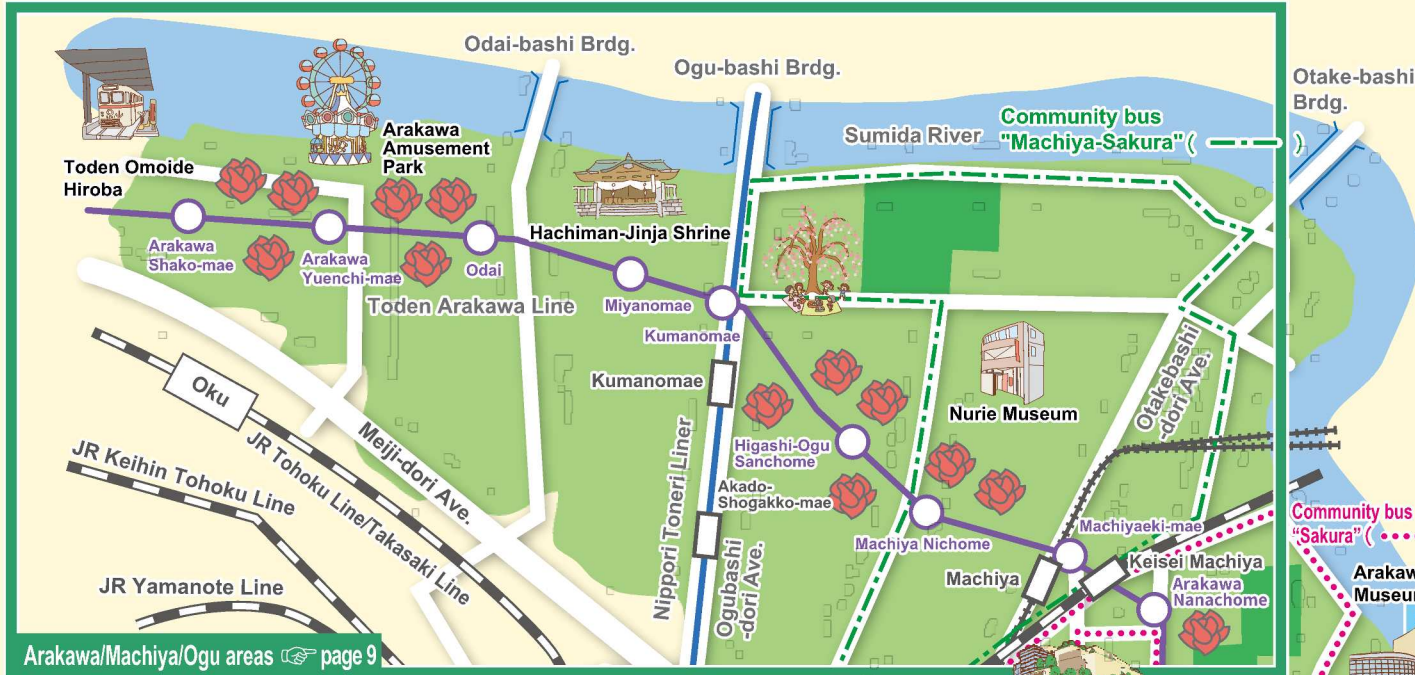 Odai-bashi Brdg.
Ogu-bashi Brdg.
Otake-bashi
Brdg.
Sumida River
Community bus
"Machiya-Sakura" ( )
Arakawa
Amusement
Park
Toden Omoide
Hiroba
Hachiman-Jinja Shrine
Arakawa
Shako-mae
Arakawa
Yuenchi-mae
Odai
Toden Arakawa Line
Miyanomae
Kumanomae
Kumanomae
Oku
Nurie Museum
Otakebashi
-dori Ave.
Higashi-Ogu
Sanchome
Meiji-dori Ave.
JR Keihin Tohoku Line
JR Tohoku Line/Takasaki Line
Nippori Toneri Liner
Akado-
Shogakko-mae
Ogubashi
-dori Ave.
Machiya Nichome
Machiyaeki-mae
Community bus
"Sakura" (
Machiya
Keisei Machiya
Arakawa
Nanachome
JR Yamanote Line
Arakaw
Museum
Arakawa/Machiya/Ogu areas ☞ page 9